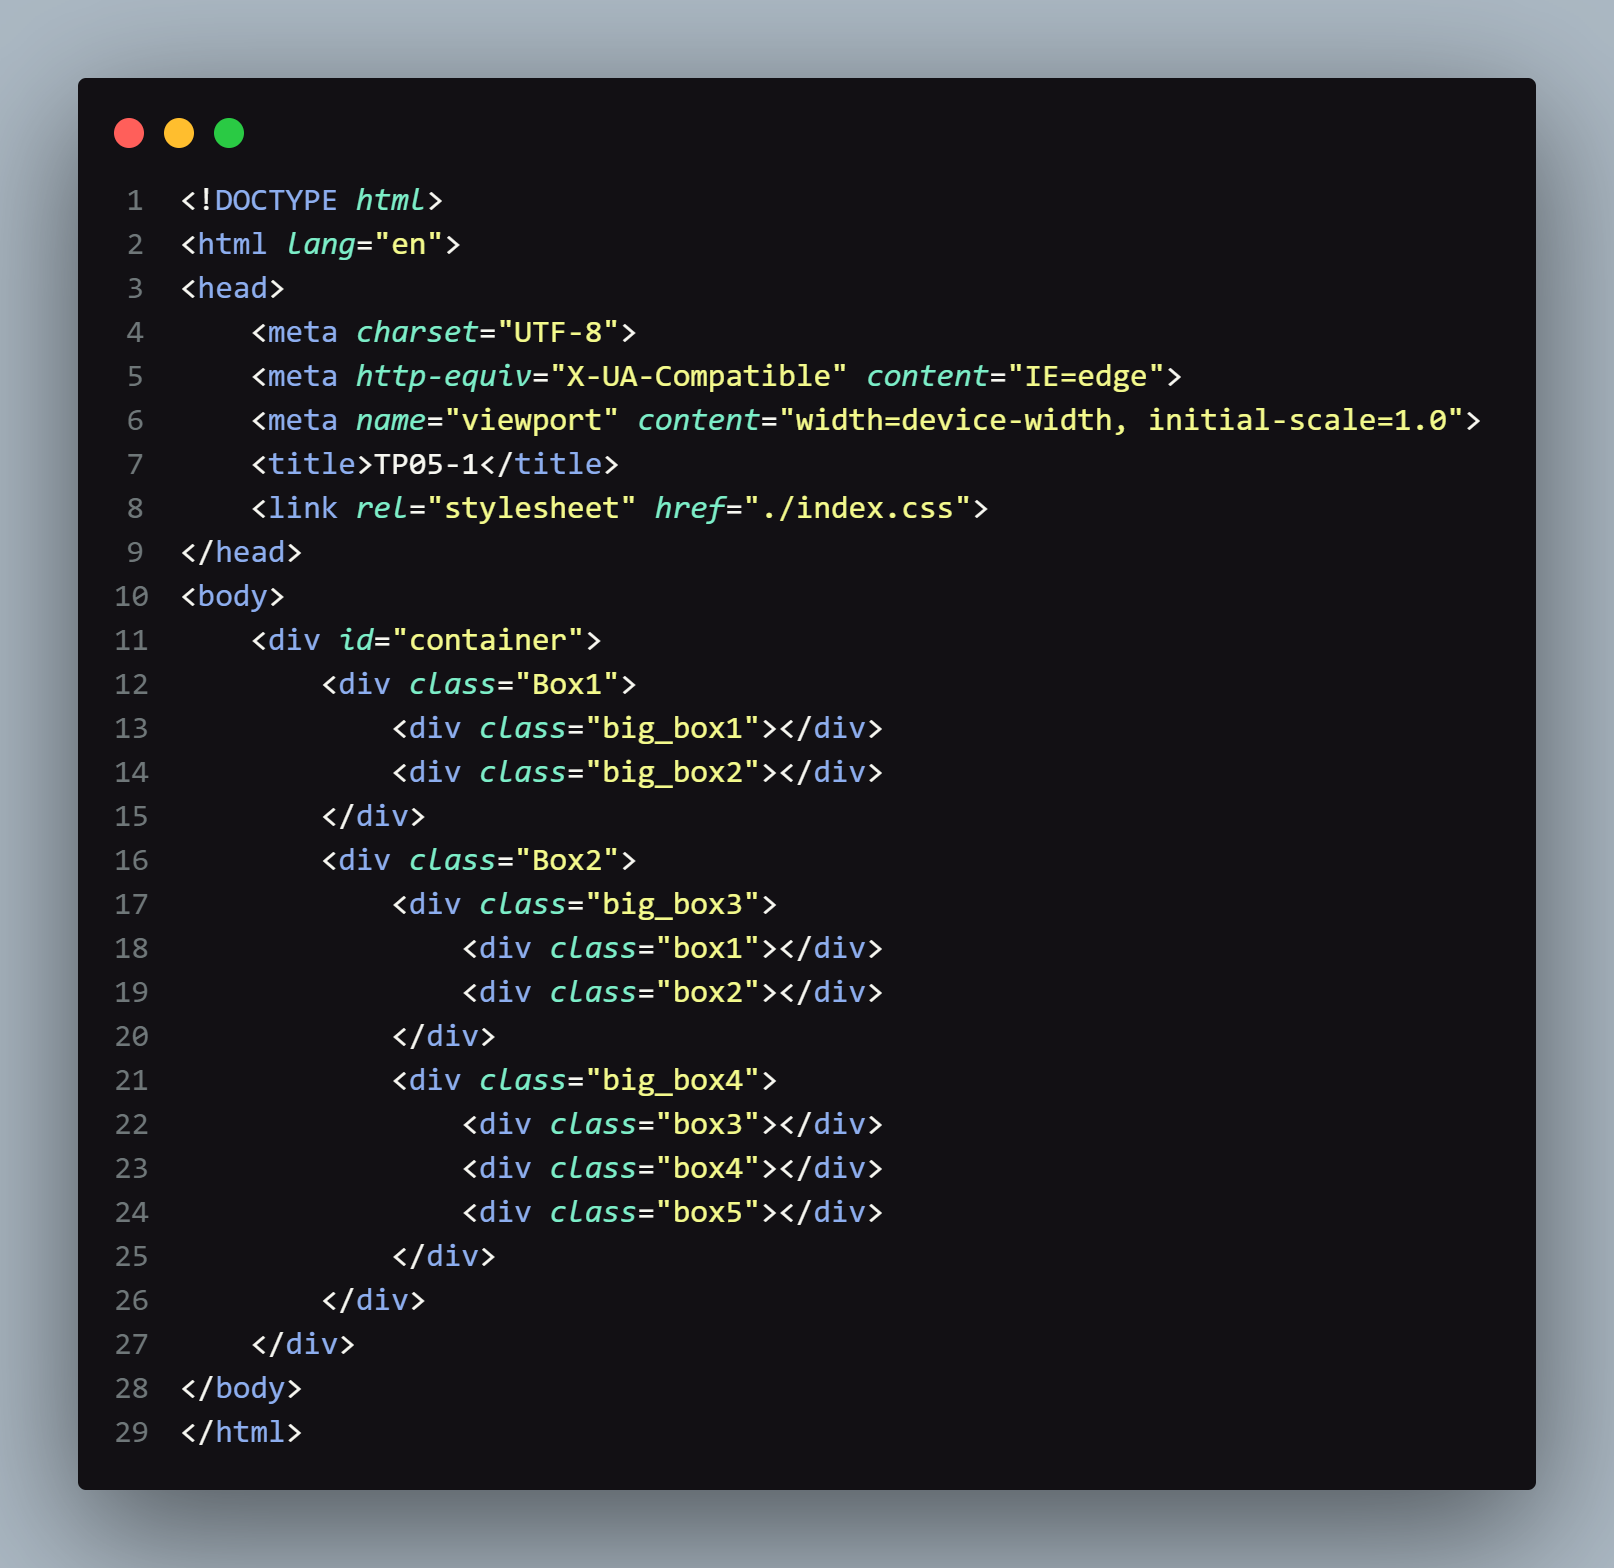 1 <!DOCTYPE html>
2 <html lang="en">
3 <head>
4     <meta charset="UTF-8">
5     <meta http-equiv="X-UA-Compatible" content="IE=edge">
6     <meta name="viewport" content="width=device-width, initial-scale=1.0">
7     <title>TP05-1</title>
8     <link rel="stylesheet" href="./index.css">
9 </head>
10 <body>
11     <div id="container">
12         <div class="Box1">
13             <div class="big_box1"></div>
14             <div class="big_box2"></div>
15         </div>
16         <div class="Box2">
17             <div class="big_box3">
18                 <div class="box1"></div>
19                 <div class="box2"></div>
20             </div>
21             <div class="big_box4">
22                 <div class="box3"></div>
23                 <div class="box4"></div>
24                 <div class="box5"></div>
25             </div>
26         </div>
27     </div>
28 </body>
29 </html>